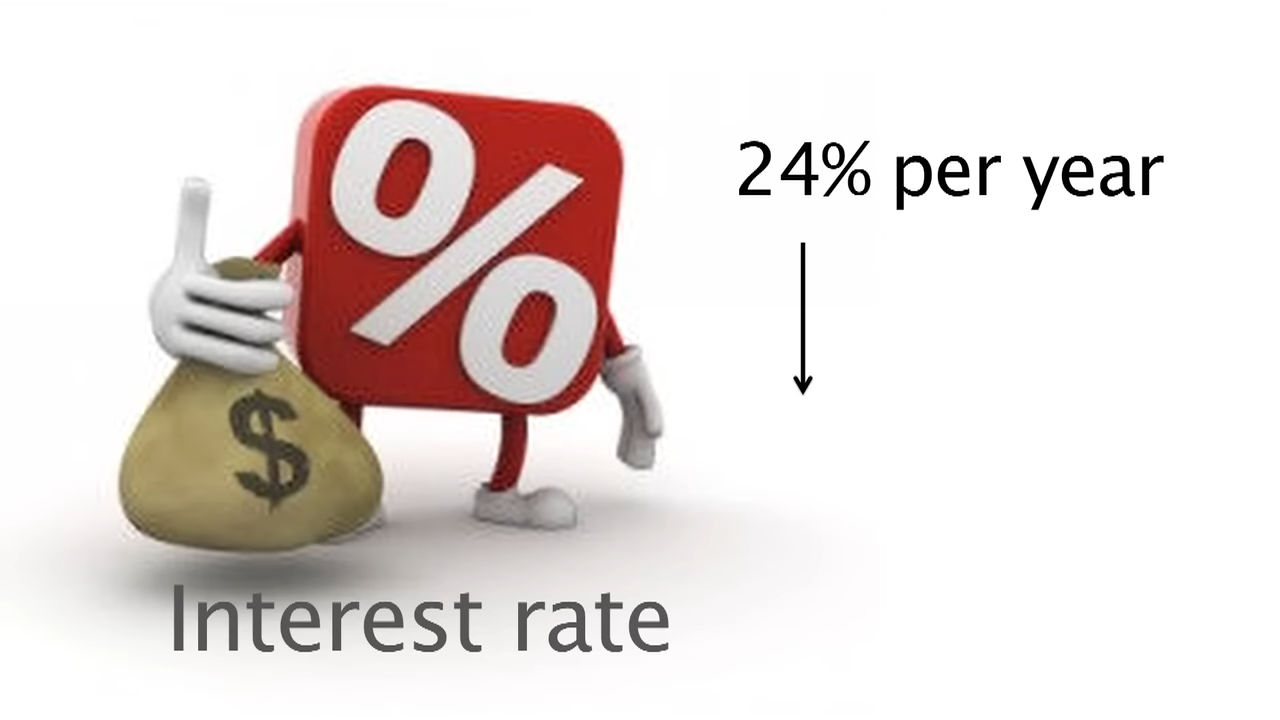 %
24% per year
$
Interest rate